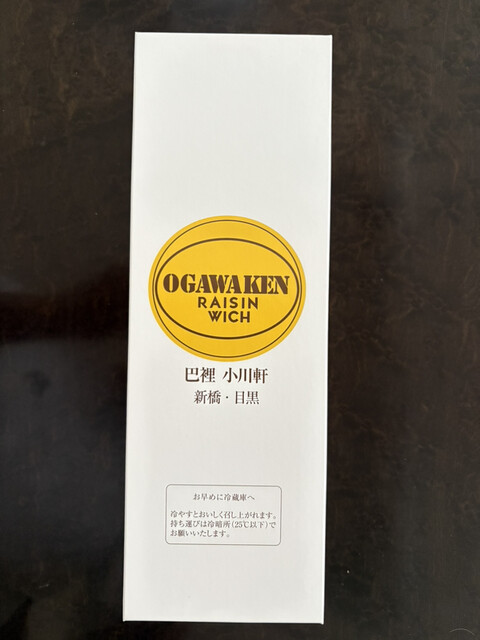 OGAWAKEN
RAISIN
WICH
巴裡 小川軒
新橋・目黒
お早めに冷蔵庫へ
冷やすとおいしく召し上がれます。
持ち運びは冷暗所(25℃以下)で
お願いいたします。